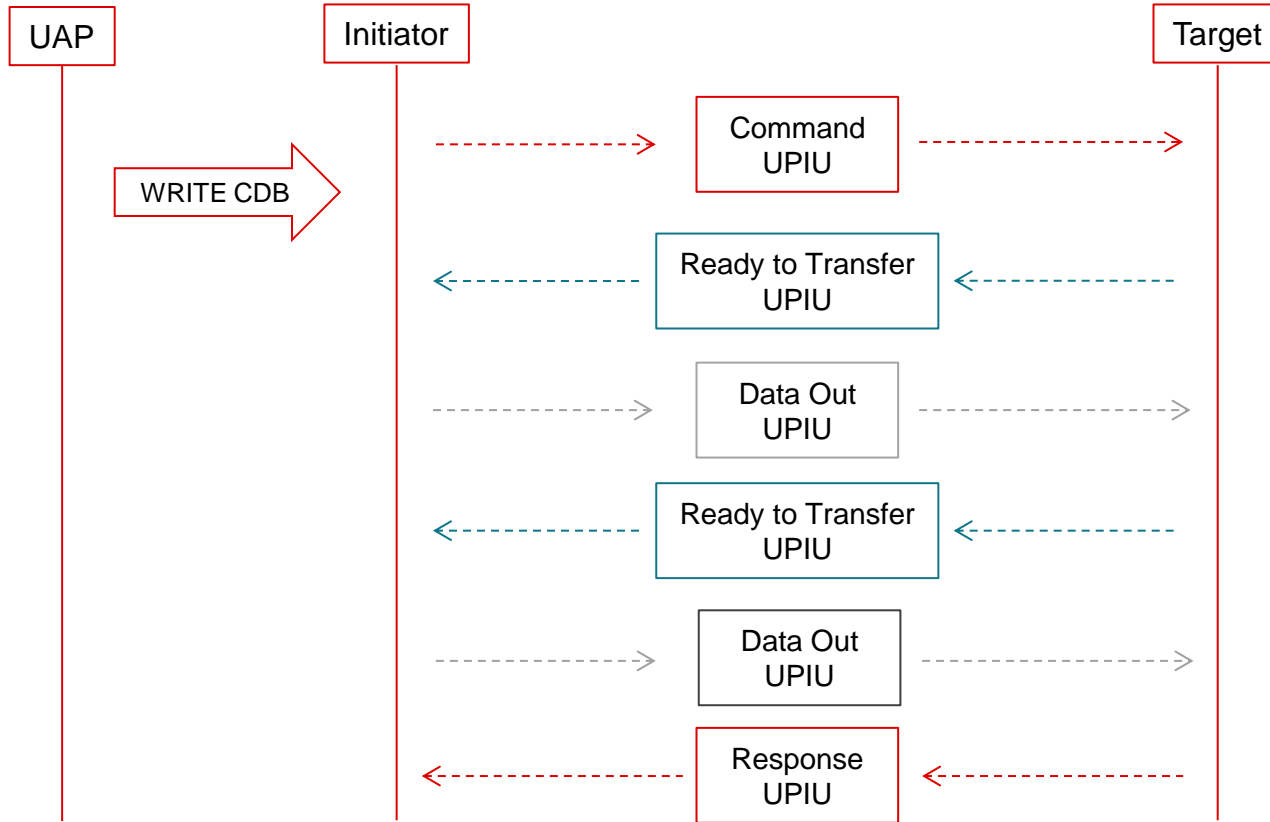 UAP
Initiator
Target
Command
UPIU
WRITE CDB
Ready to Transfer
UPIU
Data Out
UPIU
Ready to Transfer
UPIU
Data Out
UPIU
Response
UPIU